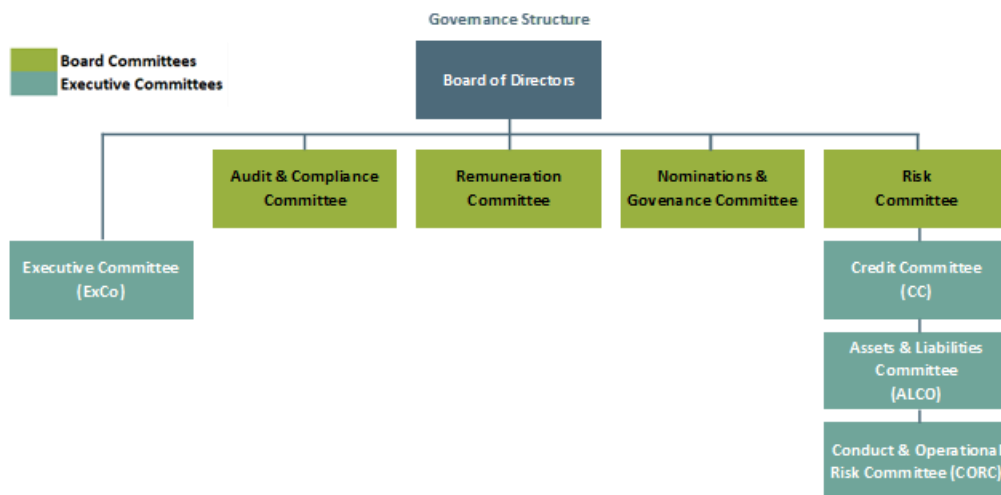 Governance Structure
Board Committees
Executive Committees
Board of Directors
Audit & Compliance
Committee
Remuneration
Committee
Nominations &
Govenance Committee
Risk
Committee
Executive Committee
(ExCo)
Credit Committee
(CC)
Assets & Liabilities
Committee
(ALCO)
Conduct & Operational
Risk Committee (CORC)